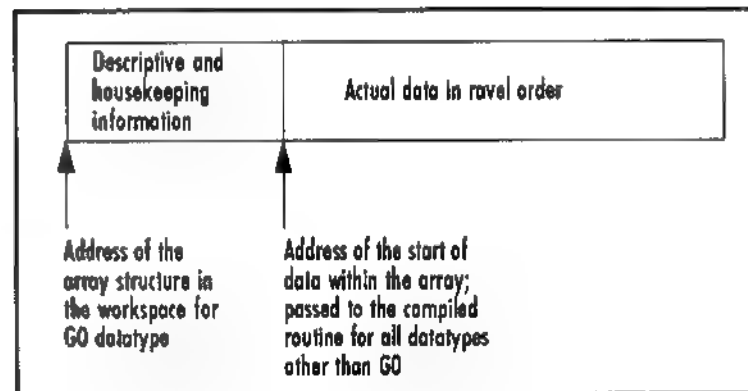 Descriptive and
housekeeping
information
Actual data in ravel order
Address of the
array structure in
the workspace for
GO datatype
Address of the start of
data within the array;
passed to the compiled
routine for all datatypes
other than GO